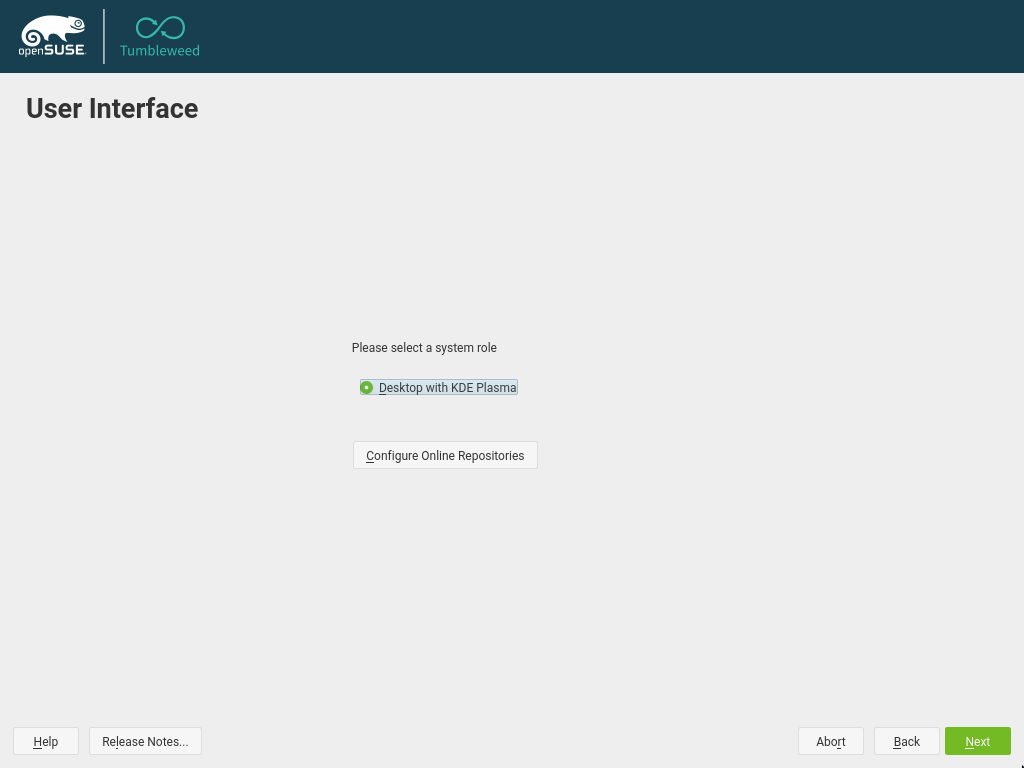 openSUSE.
Tumbleweed
User Interface
Please select a system role
Desktop with KDE Plasma
Configure Online Repositories
Help
Release Notes...
Abort
Back
Next